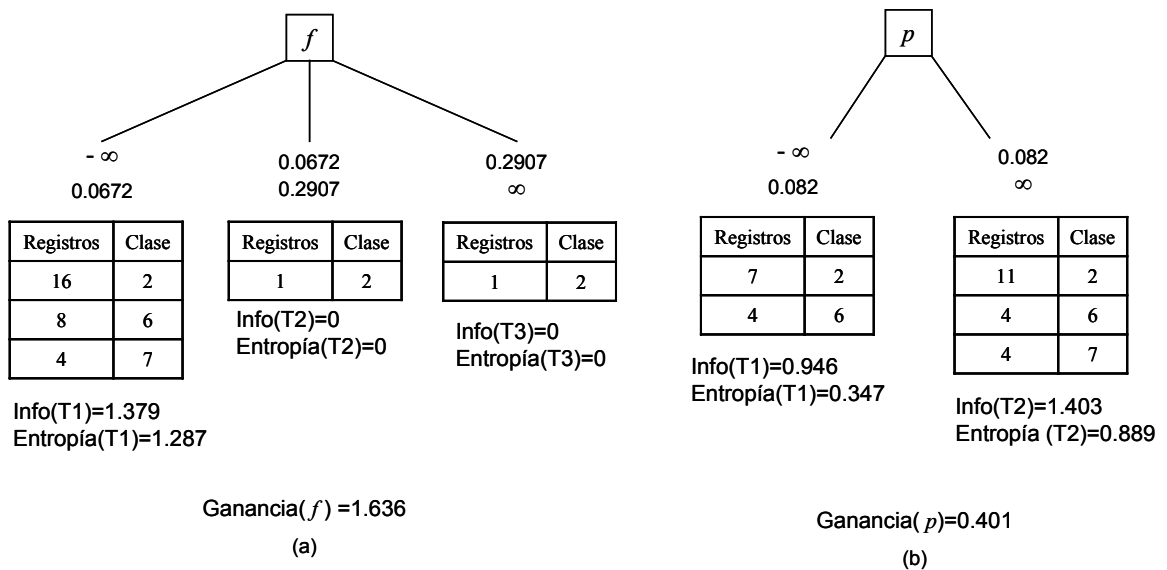 f
- ∞
0.0672
0.0672
0.2907
0.2907
∞
Registros Clase
16 2
8 6
4 7
Info(T1)=1.379
Entropía(T1)=1.287
Registros Clase
1 2
Info(T2)=0
Entropía(T2)=0
Registros Clase
1 2
Info(T3)=0
Entropía(T3)=0
Ganancia( f ) =1.636
(a)
p
- ∞
0.082
0.082
∞
Registros Clase
7 2
4 6
Info(T1)=0.946
Entropía(T1)=0.347
Registros Clase
11 2
4 6
4 7
Info(T2)=1.403
Entropía (T2)=0.889
Ganancia( p)=0.401
(b)